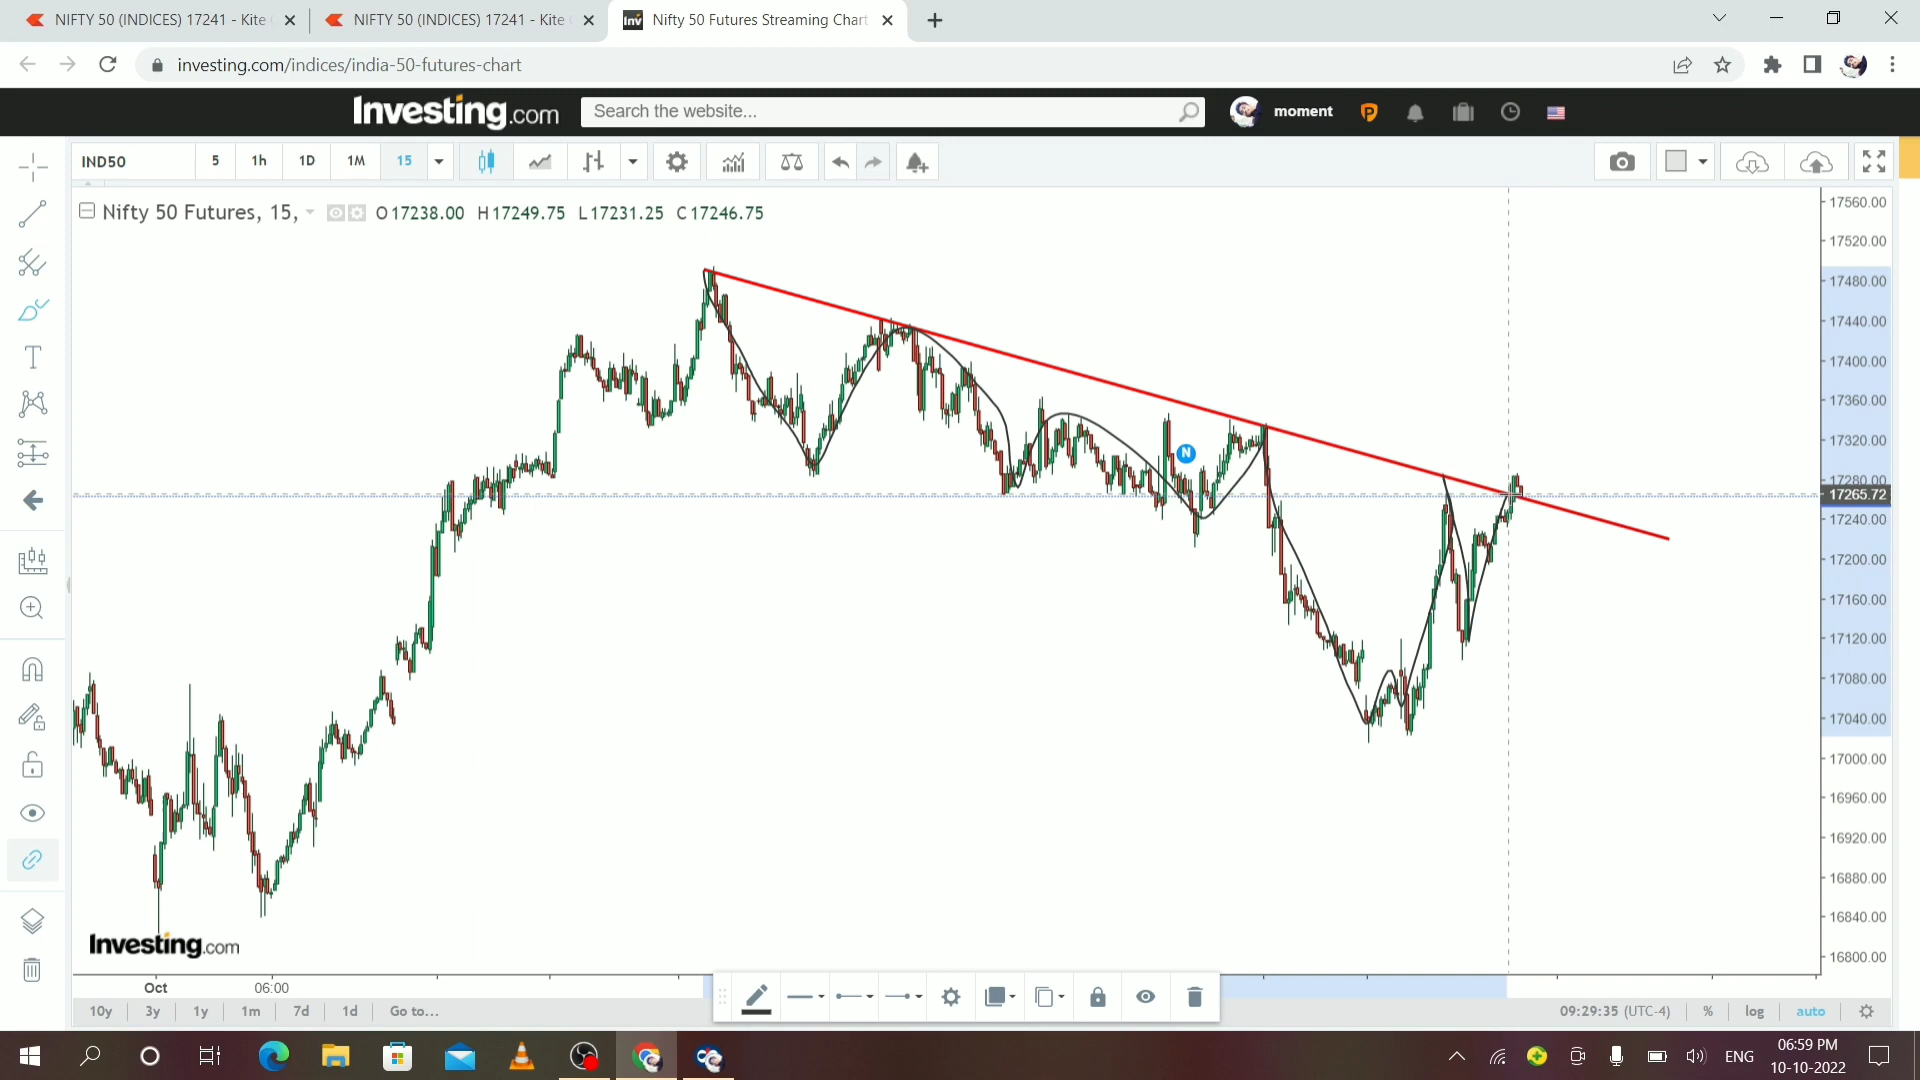 NIFTY 50 (INDICES) 17241 - Kite
NIFTY 50 (INDICES) 17241 - Kite
Nifty 50 Futures Streaming Chart
investing.com/indices/india-50-futures-chart
Investing.com
Search the website...
moment
IND50
5
1h
1D
1M
15
Nifty 50 Futures, 15,
O17238.00 H17249.75 L17231.25 C17246.75
N
17560.00
17520.00
17480.00
17440.00
17400.00
17360.00
17320.00
17280.00
17265.72
17240.00
17200.00
17160.00
17120.00
17080.00
17040.00
17000.00
16960.00
16920.00
16880.00
16840.00
16800.00
Investing.com
Oct
06:00
10y
3y
1y
1m
7d
1d
Go to...
09:29:35 (UTC-4)
%
log
auto
ENG
06:59 PM
10-10-2022